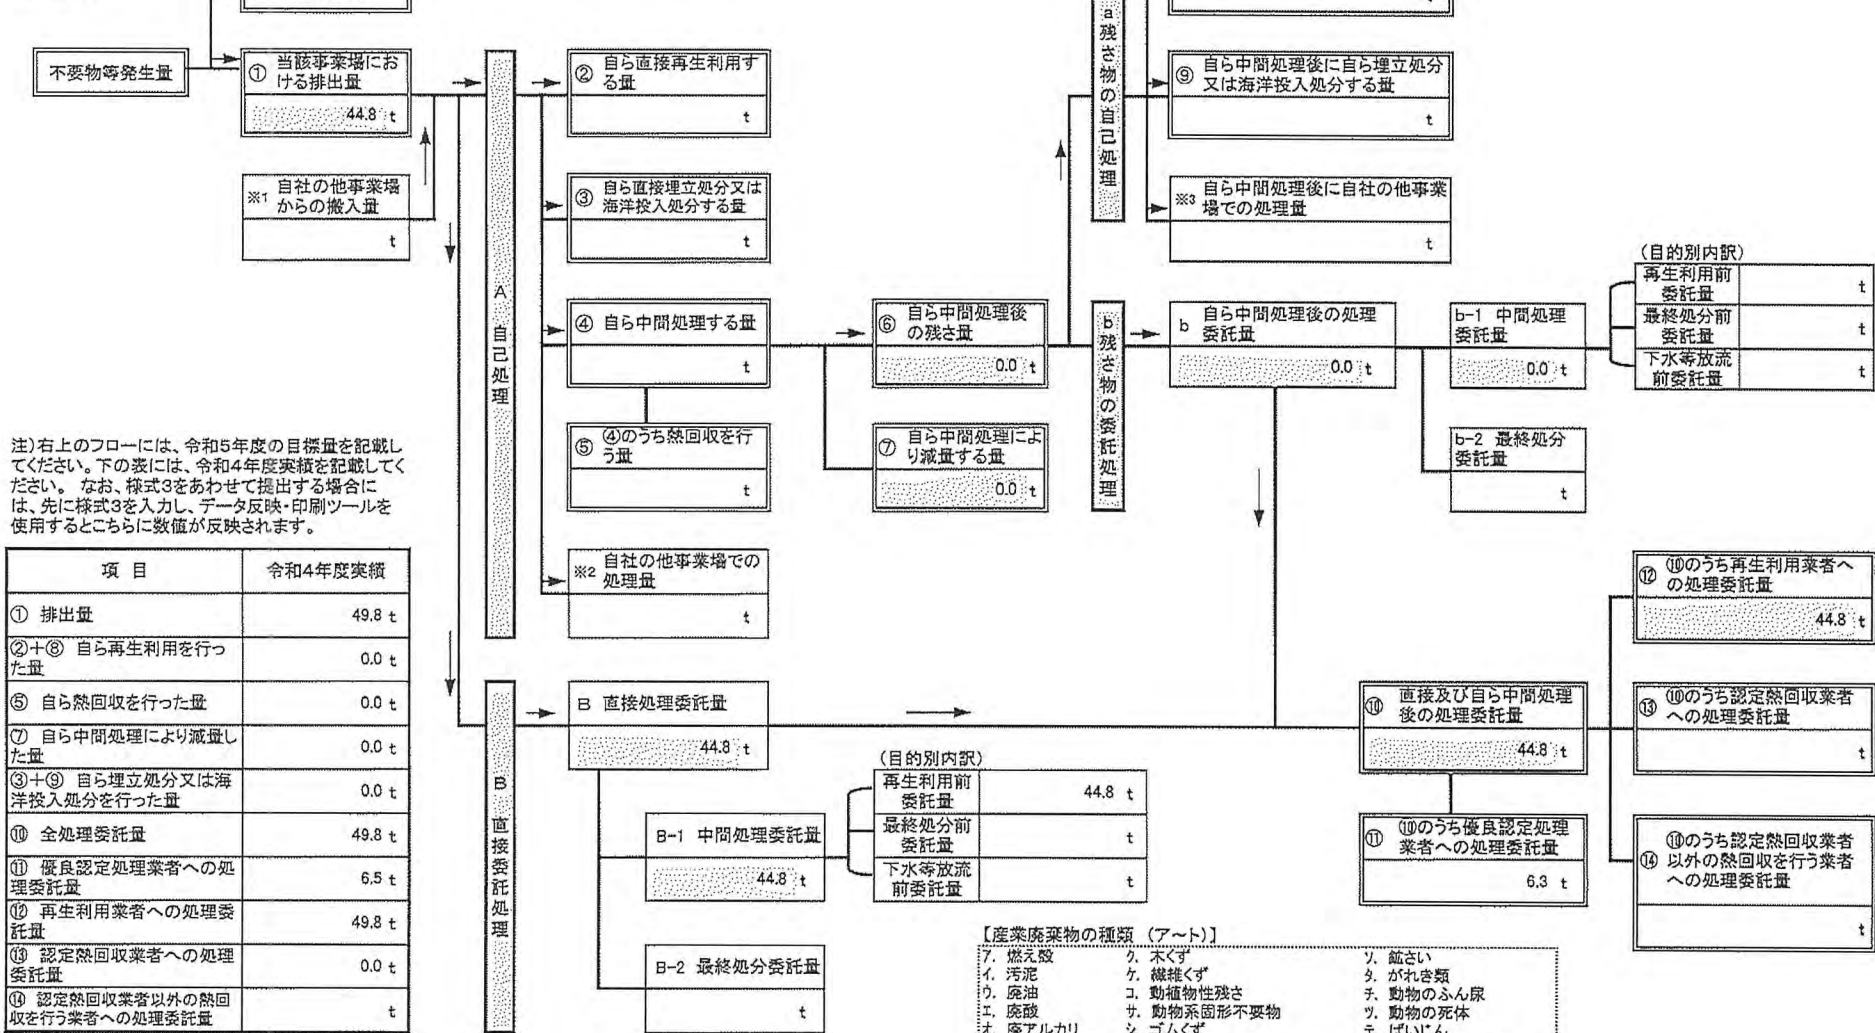 不要物等発生量
① 当該事業場にお
ける排出量
44.8 t
※1 自社の他事業場
からの搬入量
t
A 自己処理
② 自ら直接再生利用す
る量
t
③ 自ら直接埋立処分又は
海洋投入処分する量
t
④ 自ら中間処理する量
t
⑤ ④のうち熱回収を行
う量
t
※2 自社の他事業場での
処理量
t
⑥ 自ら中間処理後
の残さ量
0.0 t
⑦ 自ら中間処理によ
り減量する量
0.0 t
a 残さ物の自己処理
t
⑨ 自ら中間処理後に自ら埋立処分
又は海洋投入処分する量
t
※3 自ら中間処理後に自社の他事業
場での処理量
t
b 残さ物の委託処理
b 自ら中間処理後の処理
委託量
0.0 t
b-1 中間処理
委託量
0.0 t
(目的別内訳)
再生利用前
委託量 t
最終処分前
委託量 t
下水等放流
前委託量 t
b-2 最終処分
委託量
t
注)右上のフローには、令和5年度の目標量を記載し
てください。下の表には、令和4年度実績を記載してく
ださい。 なお、様式3をあわせて提出する場合に
は、先に様式3を入力し、データ反映・印刷ツールを
使用するとこちらに数値が反映されます。
項 目 令和4年度実績
① 排出量 49.8 t
②+⑧ 自ら再生利用を行っ
た量 0.0 t
⑤ 自ら熱回収を行った量 0.0 t
⑦ 自ら中間処理により減量し
た量 0.0 t
③+⑨ 自ら埋立処分又は海
洋投入処分を行った量 0.0 t
⑩ 全処理委託量 49.8 t
⑪ 優良認定処理業者への処
理委託量 6.5 t
⑫ 再生利用業者への処理委
託量 49.8 t
⑬ 認定熱回収業者への処理
委託量 0.0 t
⑭ 認定熱回収業者以外の熱回
収を行う業者への処理委託量 t
B 直接委託処理
B 直接処理委託量
44.8 t
B-1 中間処理委託量
44.8 t
(目的別内訳)
再生利用前
委託量 44.8 t
最終処分前
委託量 t
下水等放流
前委託量 t
B-2 最終処分委託量
t
⑩ 直接及び自ら中間処理
後の処理委託量
44.8 t
⑪ ⑩のうち優良認定処理
業者への処理委託量
6.3 t
⑫ ⑩のうち再生利用業者へ
の処理委託量
44.8 t
⑬ ⑩のうち認定熱回収業者
への処理委託量
t
⑭ ⑩のうち認定熱回収業者
以外の熱回収を行う業者
への処理委託量
t
【産業廃棄物の種類 (ア～ト)】
ア. 燃え殻 ク. 木くず ソ. 鉱さい
イ. 汚泥 ケ. 繊維くず タ. がれき類
ウ. 廃油 コ. 動植物性残さ チ. 動物のふん尿
エ. 廃酸 サ. 動物系固形不要物 ツ. 動物の死体
オ. 廃アルカリ シ. ゴムくず テ. ばいじん